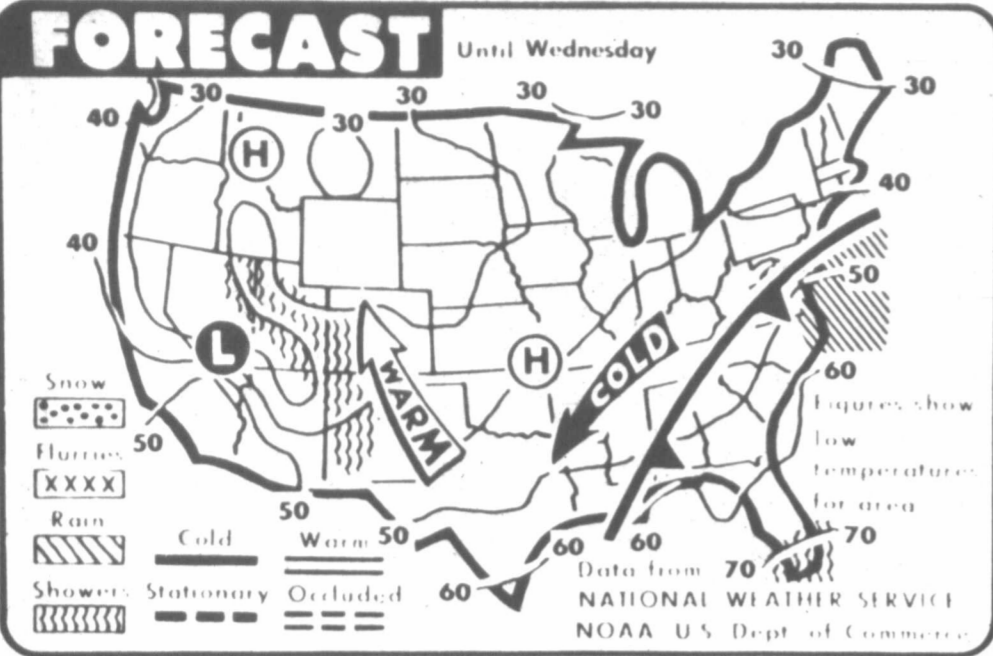 FORECAST
Until Wednesday
30
30
40
30
30
30
30
30
H
40
40
50
L
H
COLD
WARM
60
Snow
Figures show
50
low
Flurries
temperatures
for area
50
Rain
50
70
Cold
Warm
60
60
70
Data from
Showers
Stationary
Occluded
60
NATIONAL WEATHER SERVICE
NOAA U S Dept of Commerce